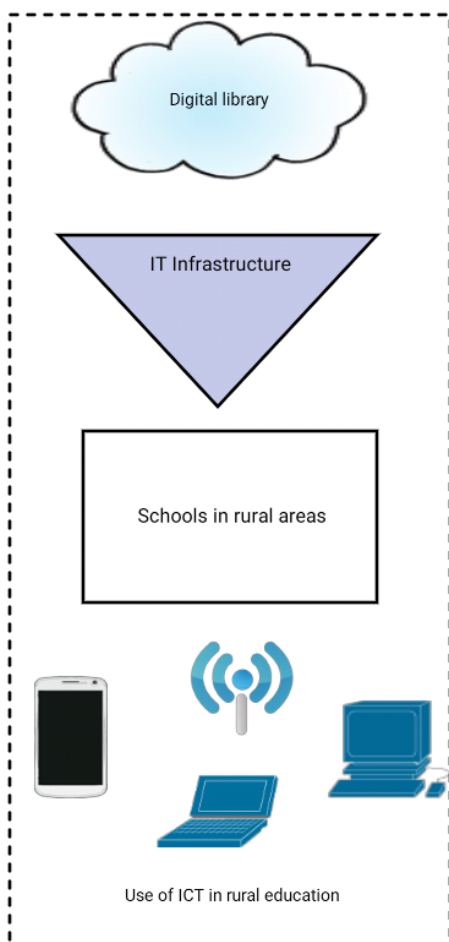 Digital library
IT Infrastructure
Schools in rural areas
Use of ICT in rural education